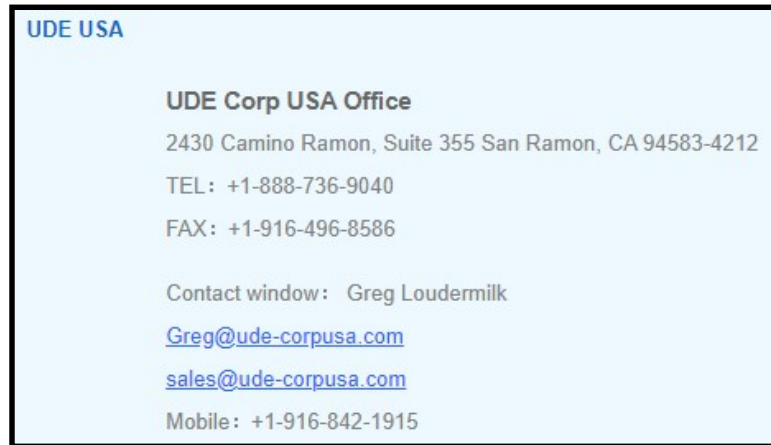 UDE USA
UDE Corp USA Office
2430 Camino Ramon, Suite 355 San Ramon, CA 94583-4212
TEL：+1-888-736-9040
FAX：+1-916-496-8586
Contact window： Greg Loudermilk
Greg@ude-corpusa.com
sales@ude-corpusa.com
Mobile：+1-916-842-1915